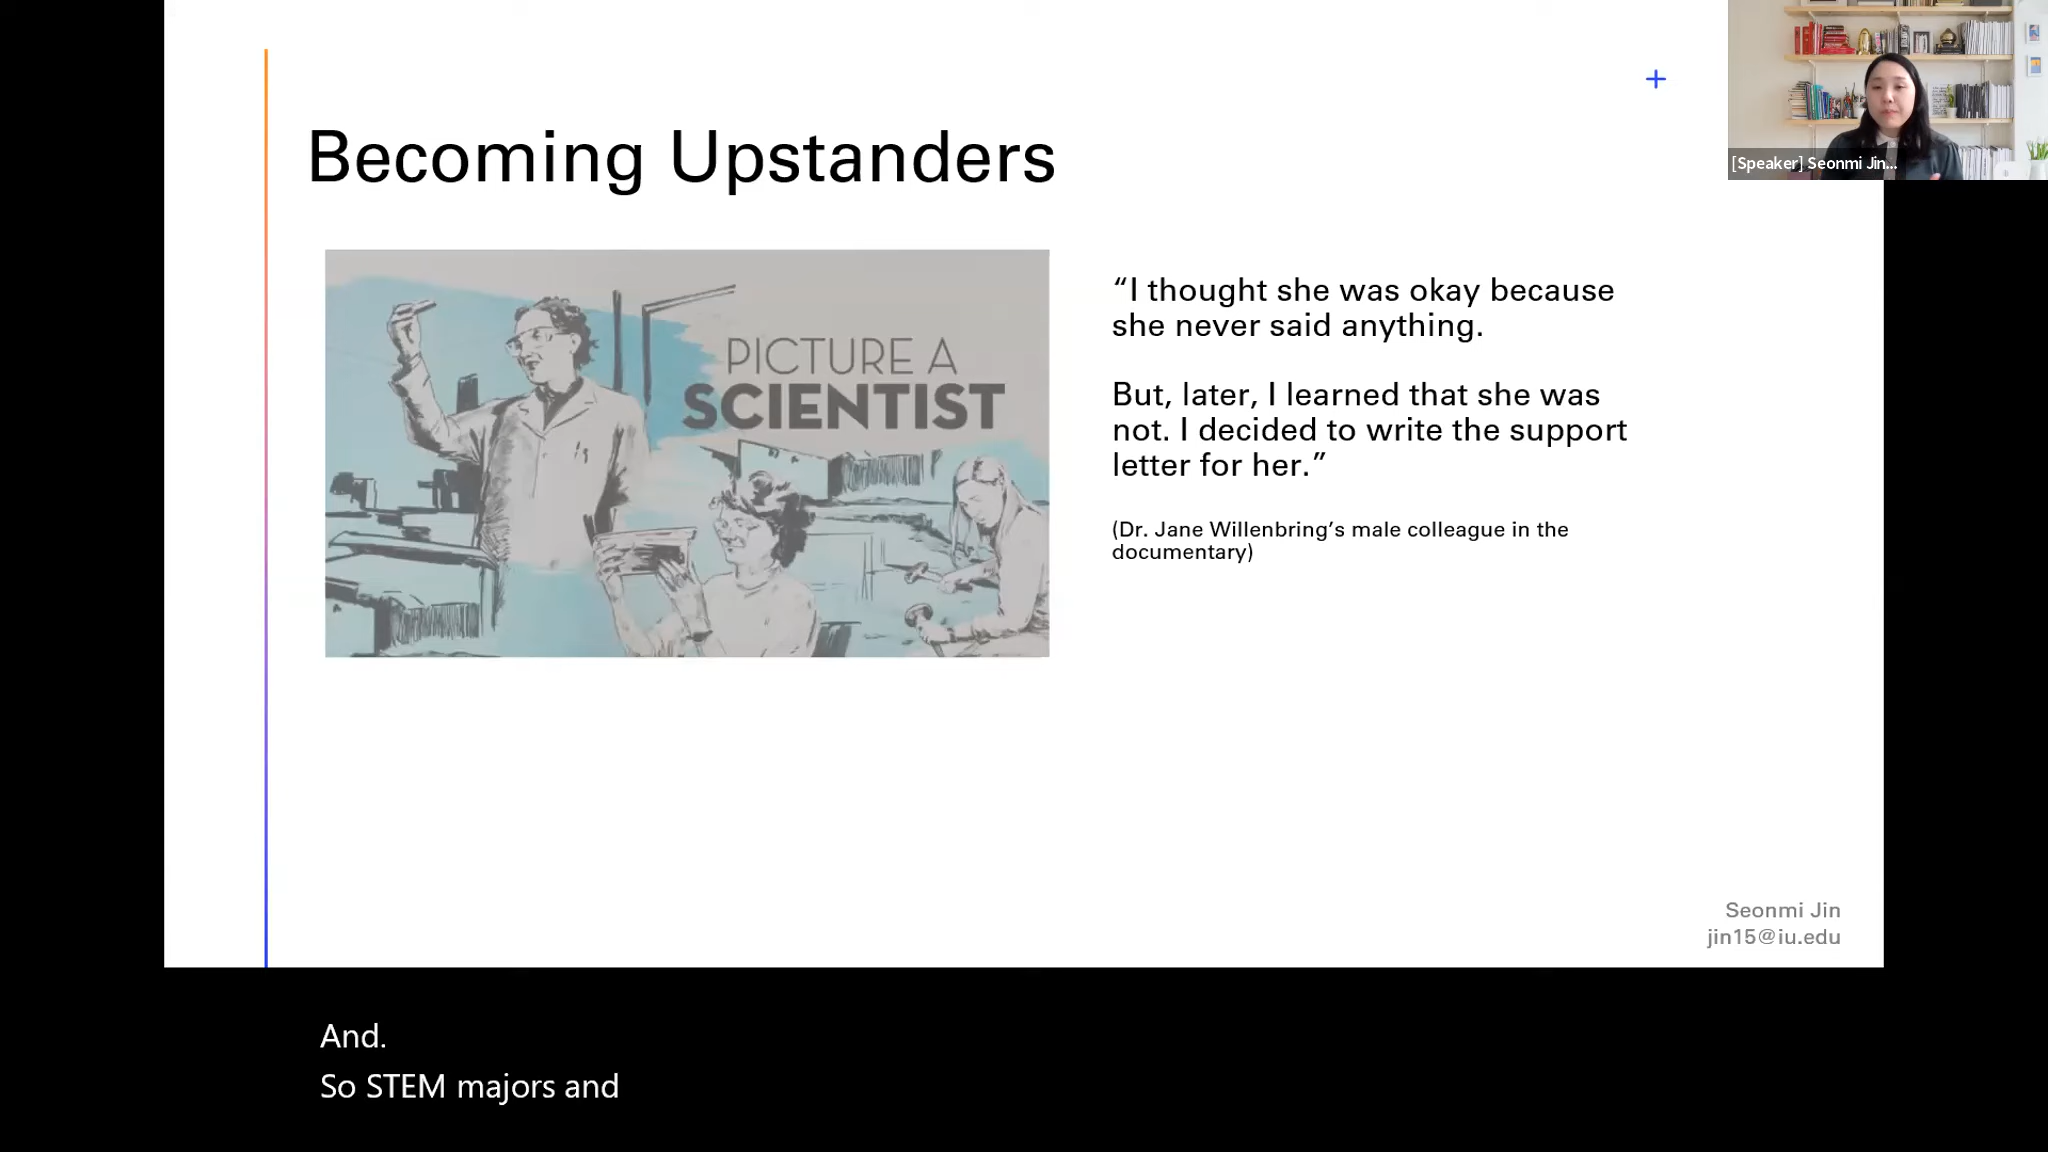 Becoming Upstanders
[Speaker] Seonmi Jin...
PICTURE A
SCIENTIST
“I thought she was okay because
she never said anything.
But, later, I learned that she was
not. I decided to write the support
letter for her.”
(Dr. Jane Willenbring’s male colleague in the
documentary)
Seonmi Jin
jin15@iu.edu
And.
So STEM majors and